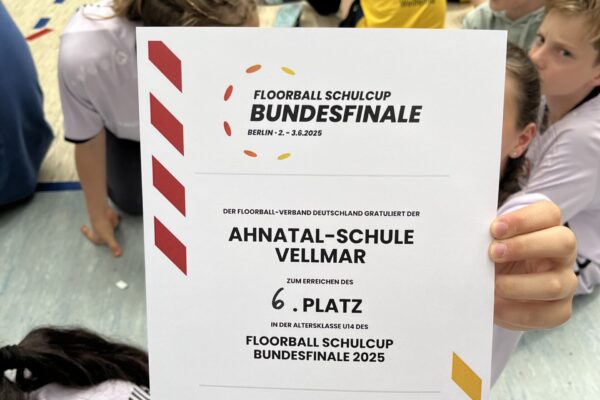 Weiherhof
FLOORBALL SCHULCUP
BUNDESFINALE
BERLIN • 2. – 3.6.2025
DER FLOORBALL-VERBAND DEUTSCHLAND GRATULIERT DER
AHNATAL-SCHULE
VELLMAR
ZUM ERREICHEN DES
6. PLATZ
IN DER ALTERSKLASSE U14 DES
FLOORBALL SCHULCUP
BUNDESFINALE 2025